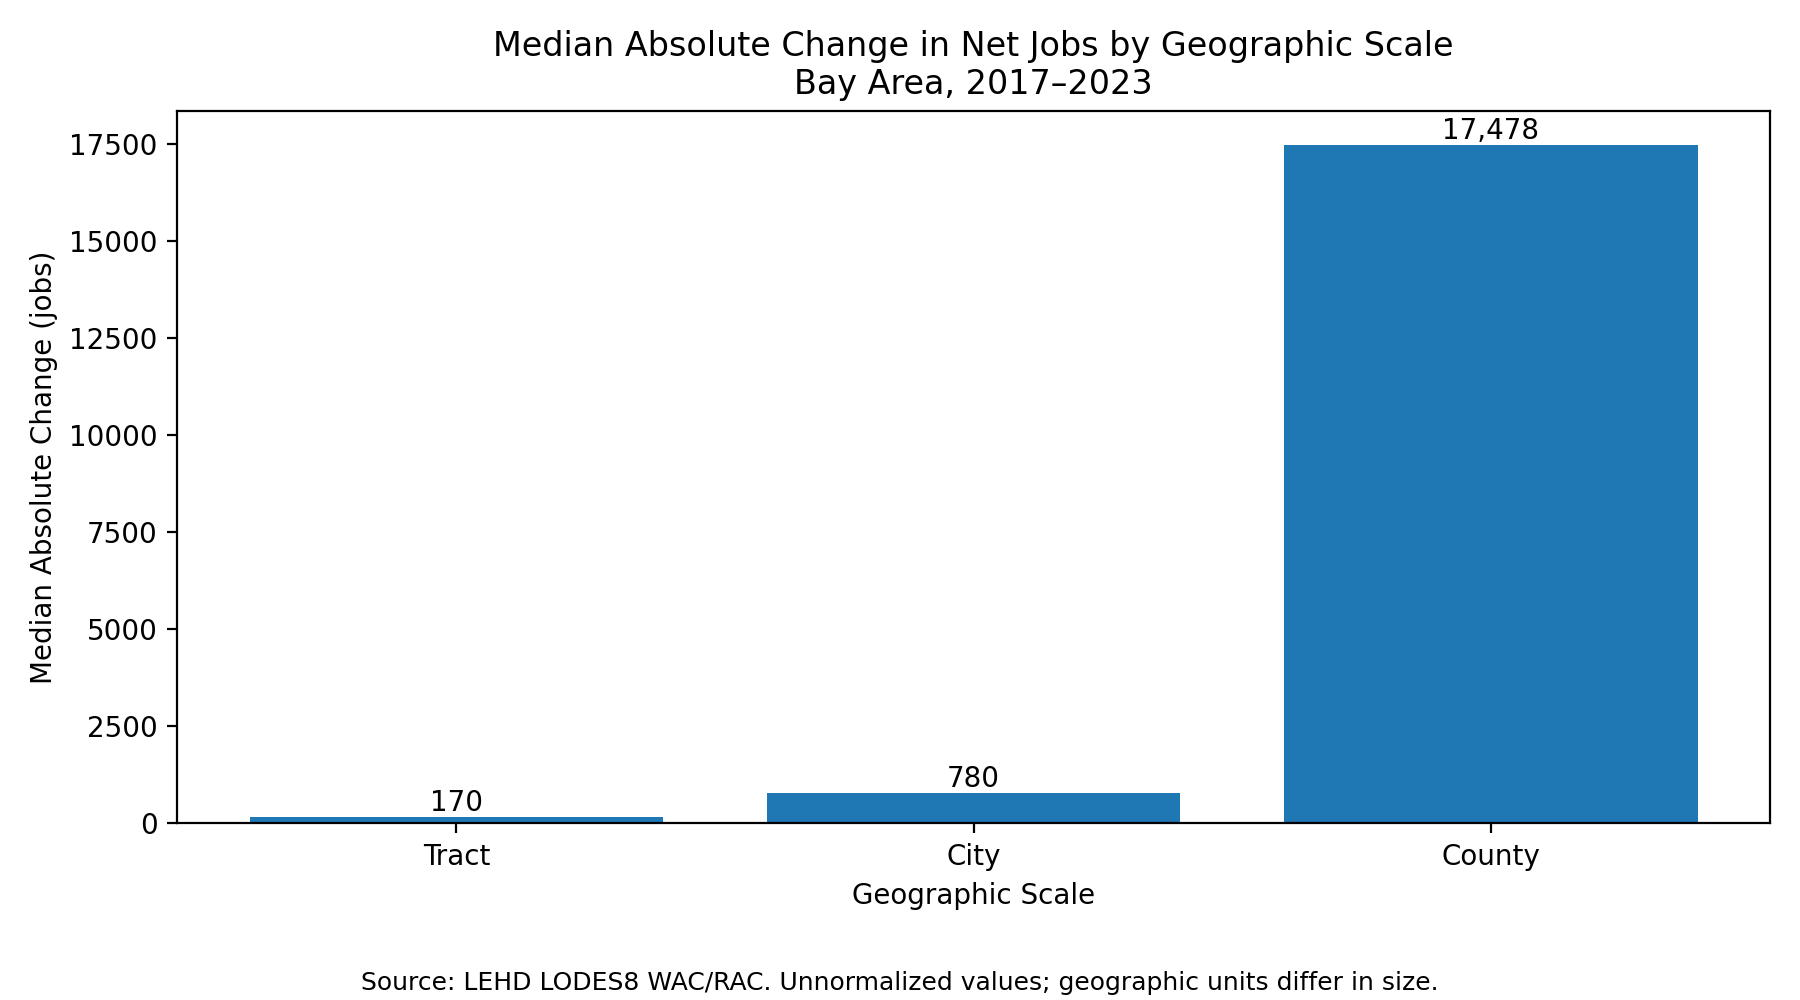 Median Absolute Change in Net Jobs by Geographic Scale
Bay Area, 2017–2023
Median Absolute Change (jobs)
17500
15000
12500
10000
7500
5000
2500
0
170
780
17,478
Tract
City
County
Geographic Scale
Source: LEHD LODES8 WAC/RAC. Unnormalized values; geographic units differ in size.